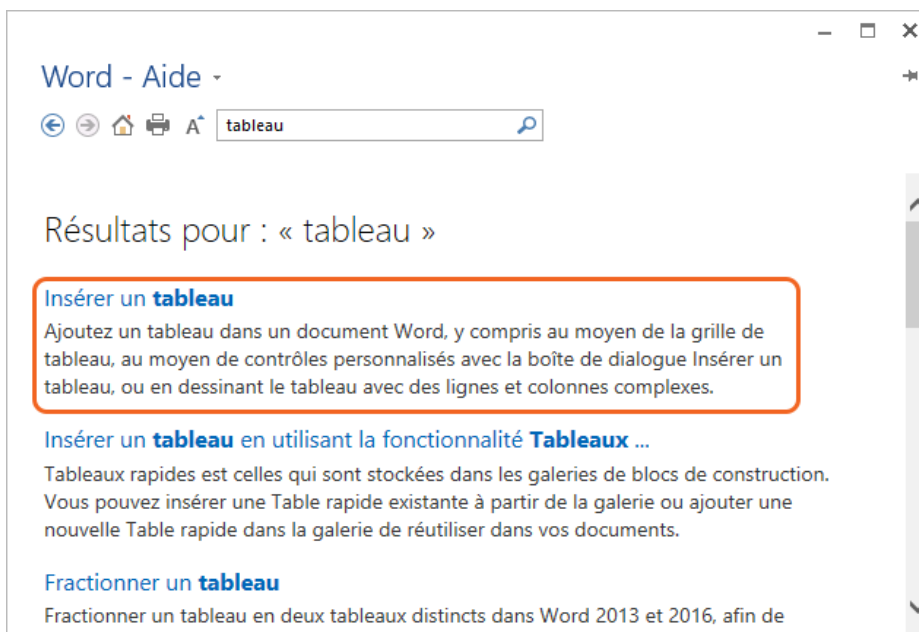 Word - Aide
tableau
Résultats pour : « tableau »
Insérer un tableau
Ajoutez un tableau dans un document Word, y compris au moyen de la grille de
tableau, au moyen de contrôles personnalisés avec la boîte de dialogue Insérer un
tableau, ou en dessinant le tableau avec des lignes et colonnes complexes.
Insérer un tableau en utilisant la fonctionnalité Tableaux ...
Tableaux rapides est celles qui sont stockées dans les galeries de blocs de construction.
Vous pouvez insérer une Table rapide existante à partir de la galerie ou ajouter une
nouvelle Table rapide dans la galerie de réutiliser dans vos documents.
Fractionner un tableau
Fractionner un tableau en deux tableaux distincts dans Word 2013 et 2016, afin de